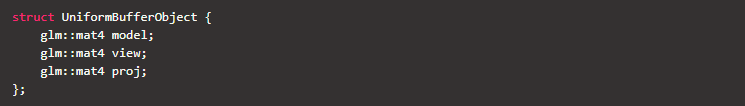 struct UniformBufferObject {
    glm::mat4 model;
    glm::mat4 view;
    glm::mat4 proj;
};